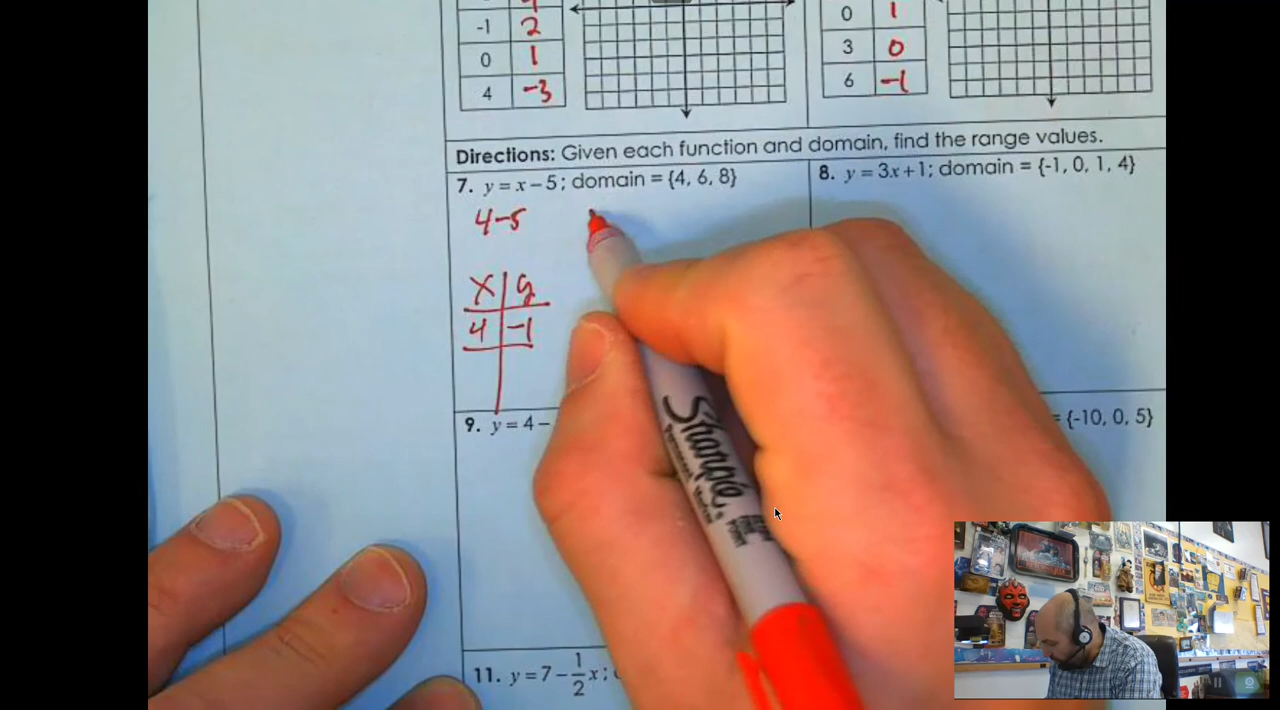 -1 2
0 1
4 -3
0 1
3 0
6 -1
Directions: Given each function and domain, find the range values.
7. y = x – 5; domain = {4, 6, 8}
4-5
x y
4 -1
8. y = 3x + 1; domain = {-1, 0, 1, 4}
9. y = 4 –
= {-10, 0, 5}
11. y = 7 – 1/2 x;
Sharpie